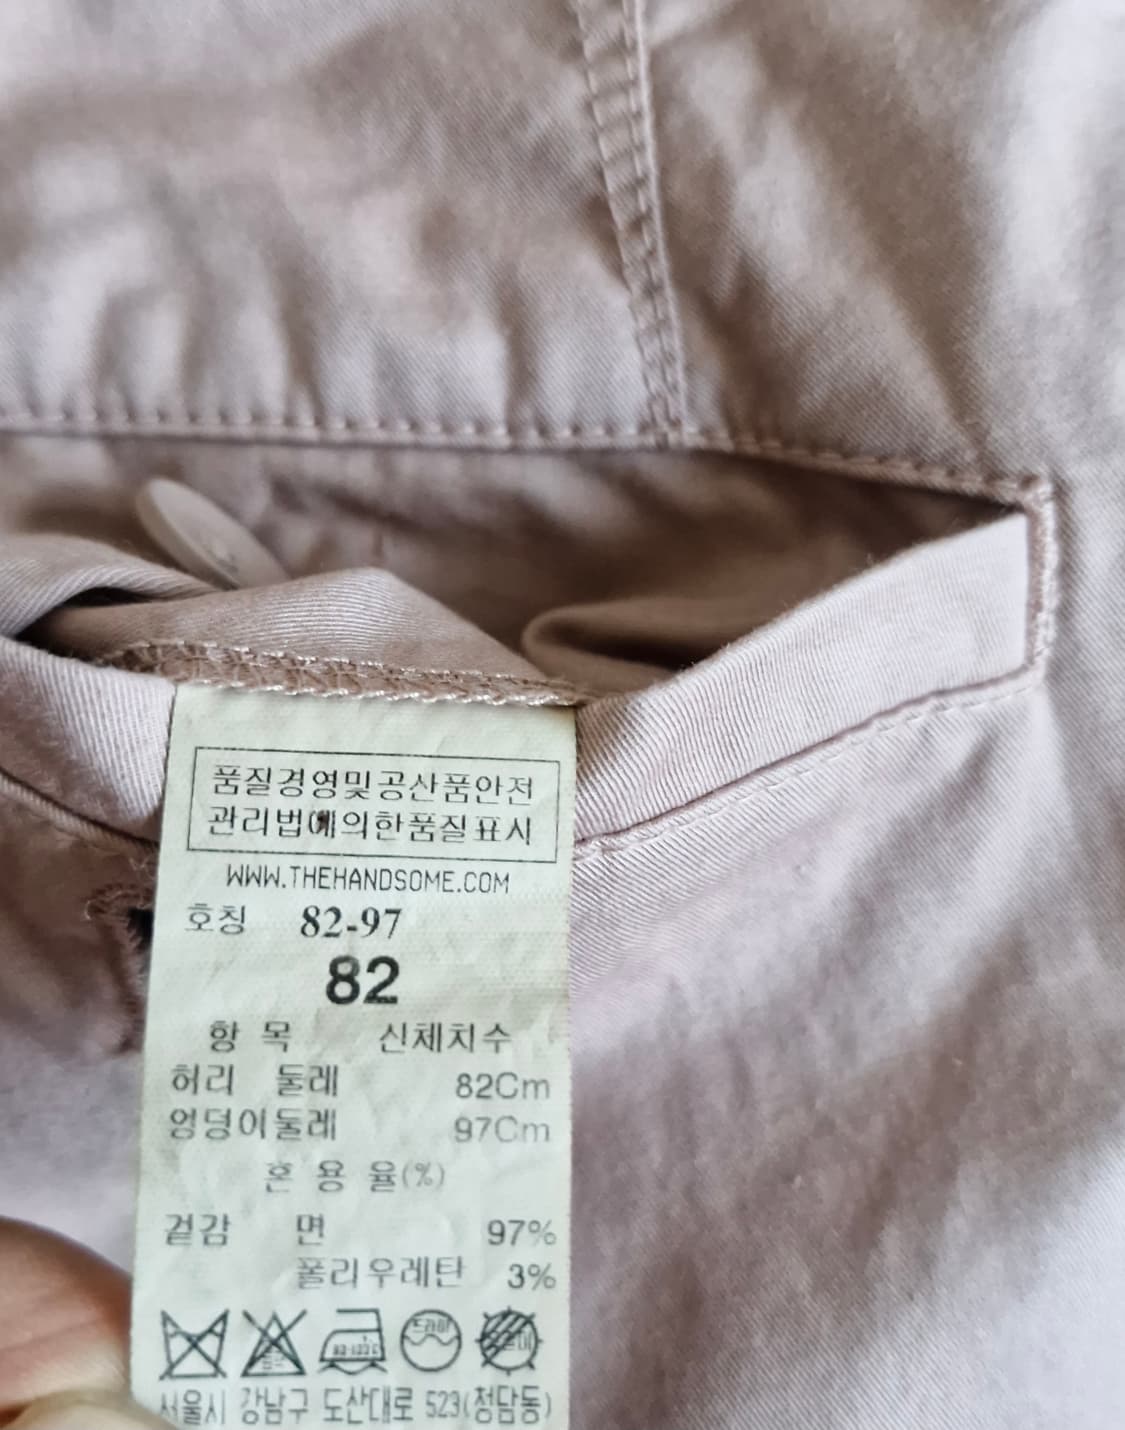 품질경영및공산품안전
관리법에의한품질표시
WWW.THEHANDSOME.COM
호칭 82-97
82
항 목 신체치수
허리 둘레 82Cm
엉덩이둘레 97Cm
혼 용 율(%)
겉감 면 97%
폴리우레탄 3%
드라이
서울시 강남구 도산대로 523(청담동)